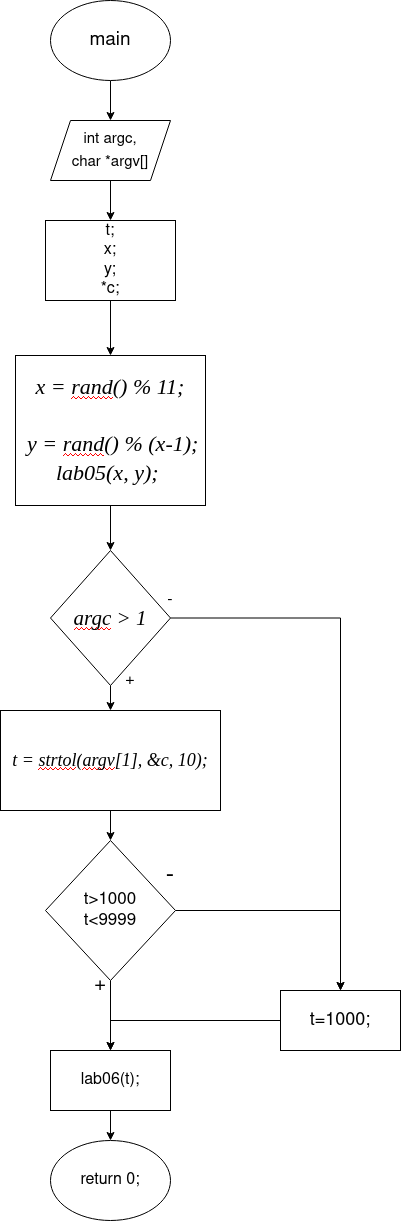 main
int argc,
char *argv[]
t;
x;
y;
*c;
x = rand() % 11;
y = rand() % (x-1);
lab05(x, y);
-
argc > 1
+
t = strtol(argv[1], &c, 10);
-
t>1000
t<9999
+
t=1000;
lab06(t);
return 0;